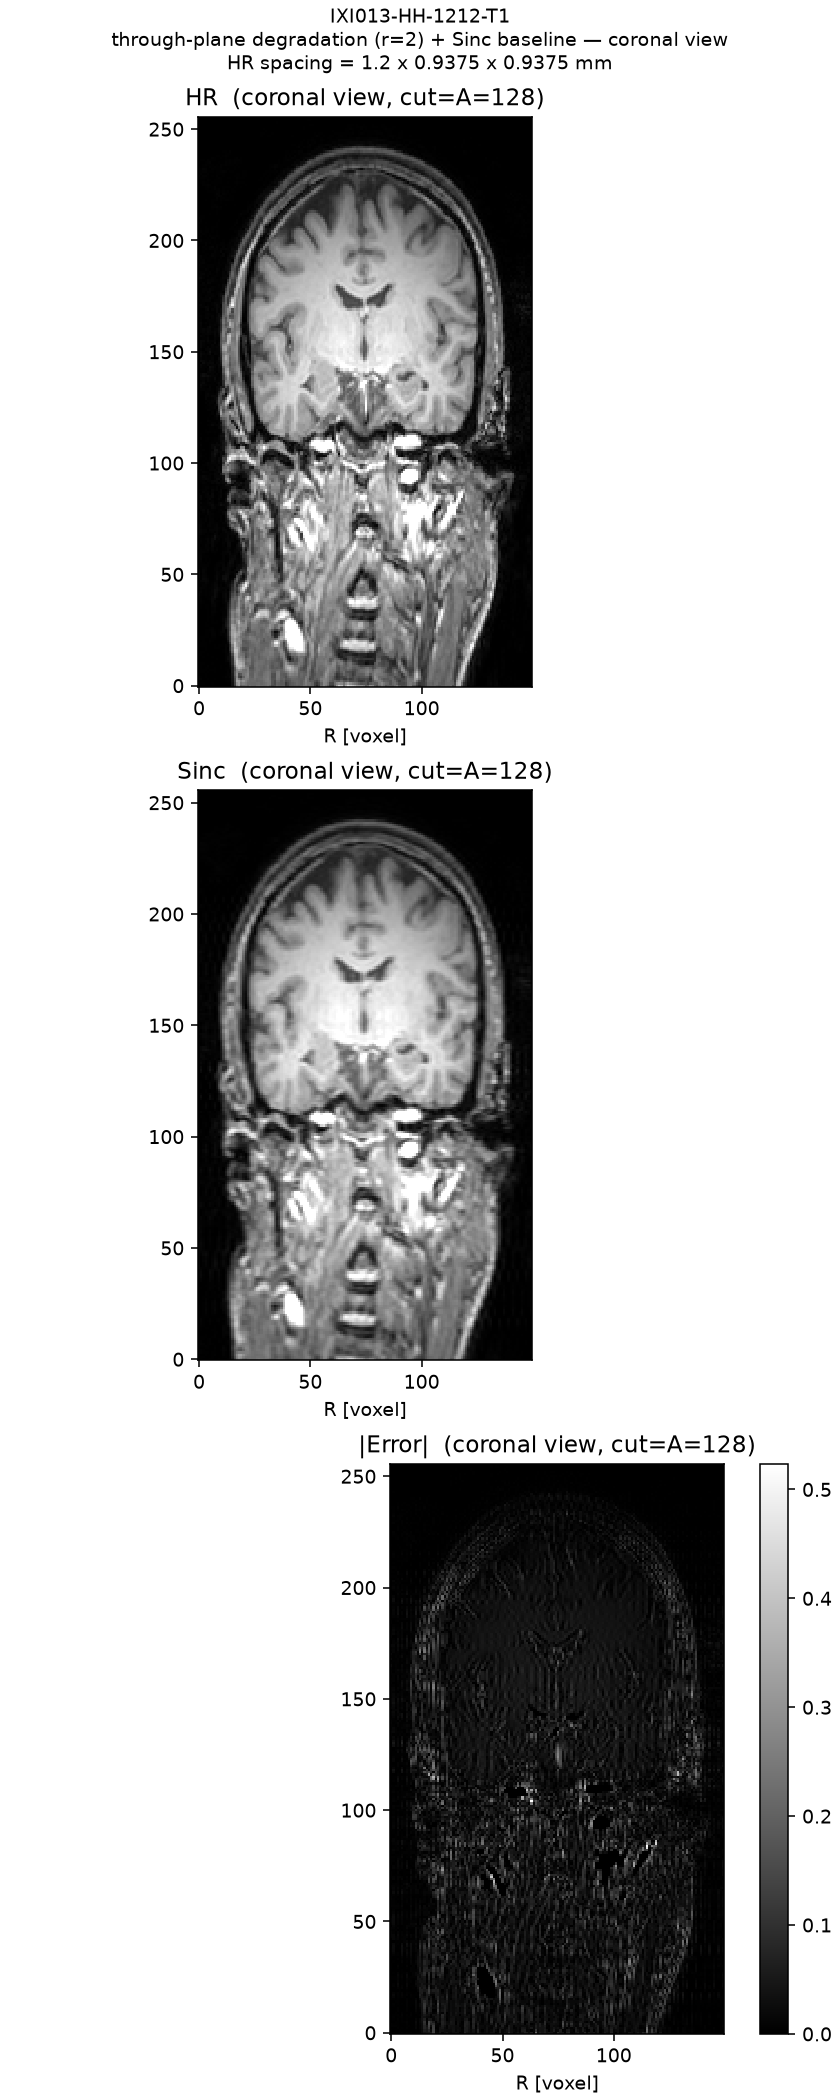 IXI013-HH-1212-T1
through-plane degradation (r=2) + Sinc baseline — coronal view
HR spacing = 1.2 x 0.9375 x 0.9375 mm
HR (coronal view, cut=A=128)
250
200
150
100
50
0
0 50 100
R [voxel]
Sinc (coronal view, cut=A=128)
250
200
150
100
50
0
0 50 100
R [voxel]
|Error| (coronal view, cut=A=128)
250
200
150
100
50
0
0 50 100
R [voxel]
0.5
0.4
0.3
0.2
0.1
0.0